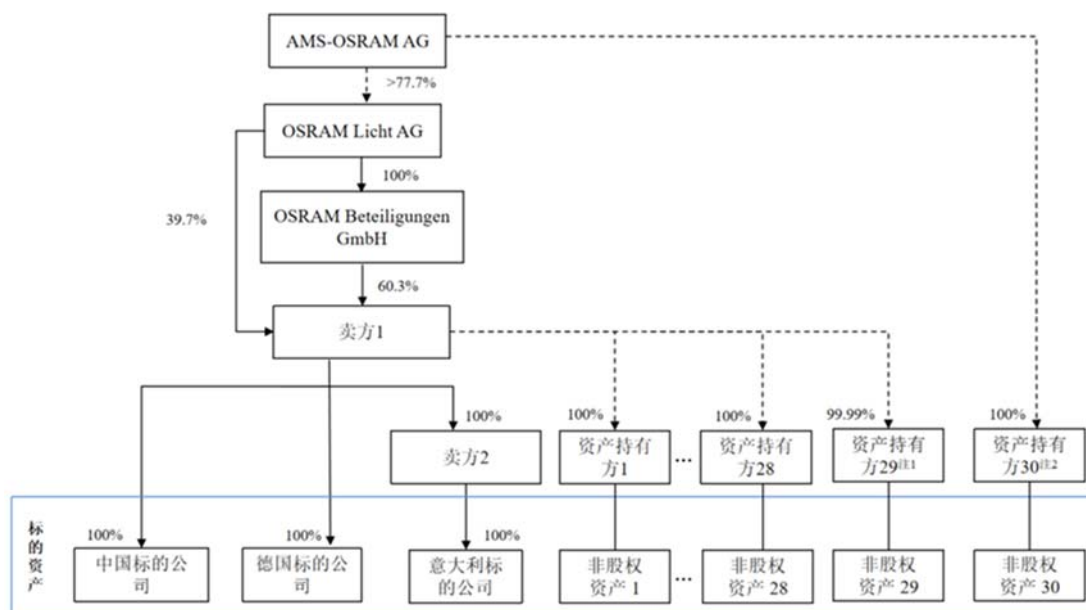 AMS-OSRAM AG
>77.7%
OSRAM Licht AG
100%
39.7%
OSRAM Beteiligungen
GmbH
60.3%
卖方1
100%
100%
100%
99.99%
100%
卖方2
资产持有
方1
...
资产持有
方28
资产持有
方29注1
资产持有
方30注2
标的资产
100%
100%
100%
中国标的公
司
德国标的公
司
意大利标
的公司
非股权
资产 1
...
非股权
资产 28
非股权
资产 29
非股权
资产 30